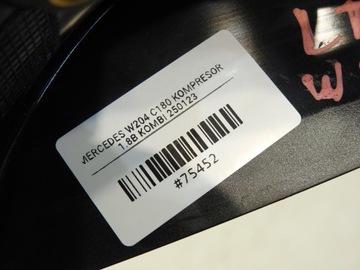 MERCEDES W204 C180 KOMPRESOR
1.8B KOMBI 250123
#75452
W